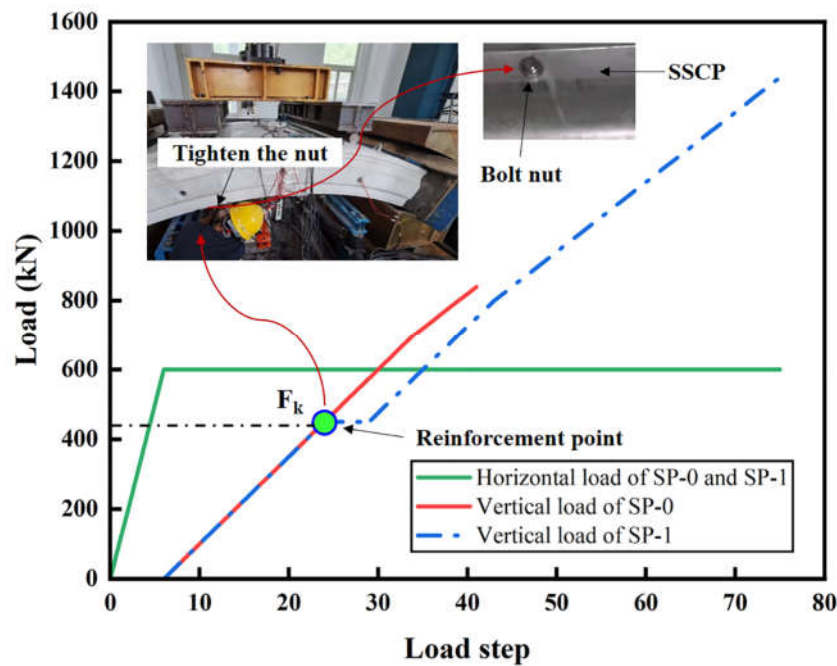 1600
1400
1200
1000
800
600
400
200
0
Load (kN)
Tighten the nut
SSCP
Bolt nut
F_k
Reinforcement point
Horizontal load of SP-0 and SP-1
Vertical load of SP-0
Vertical load of SP-1
0 10 20 30 40 50 60 70 80
Load step